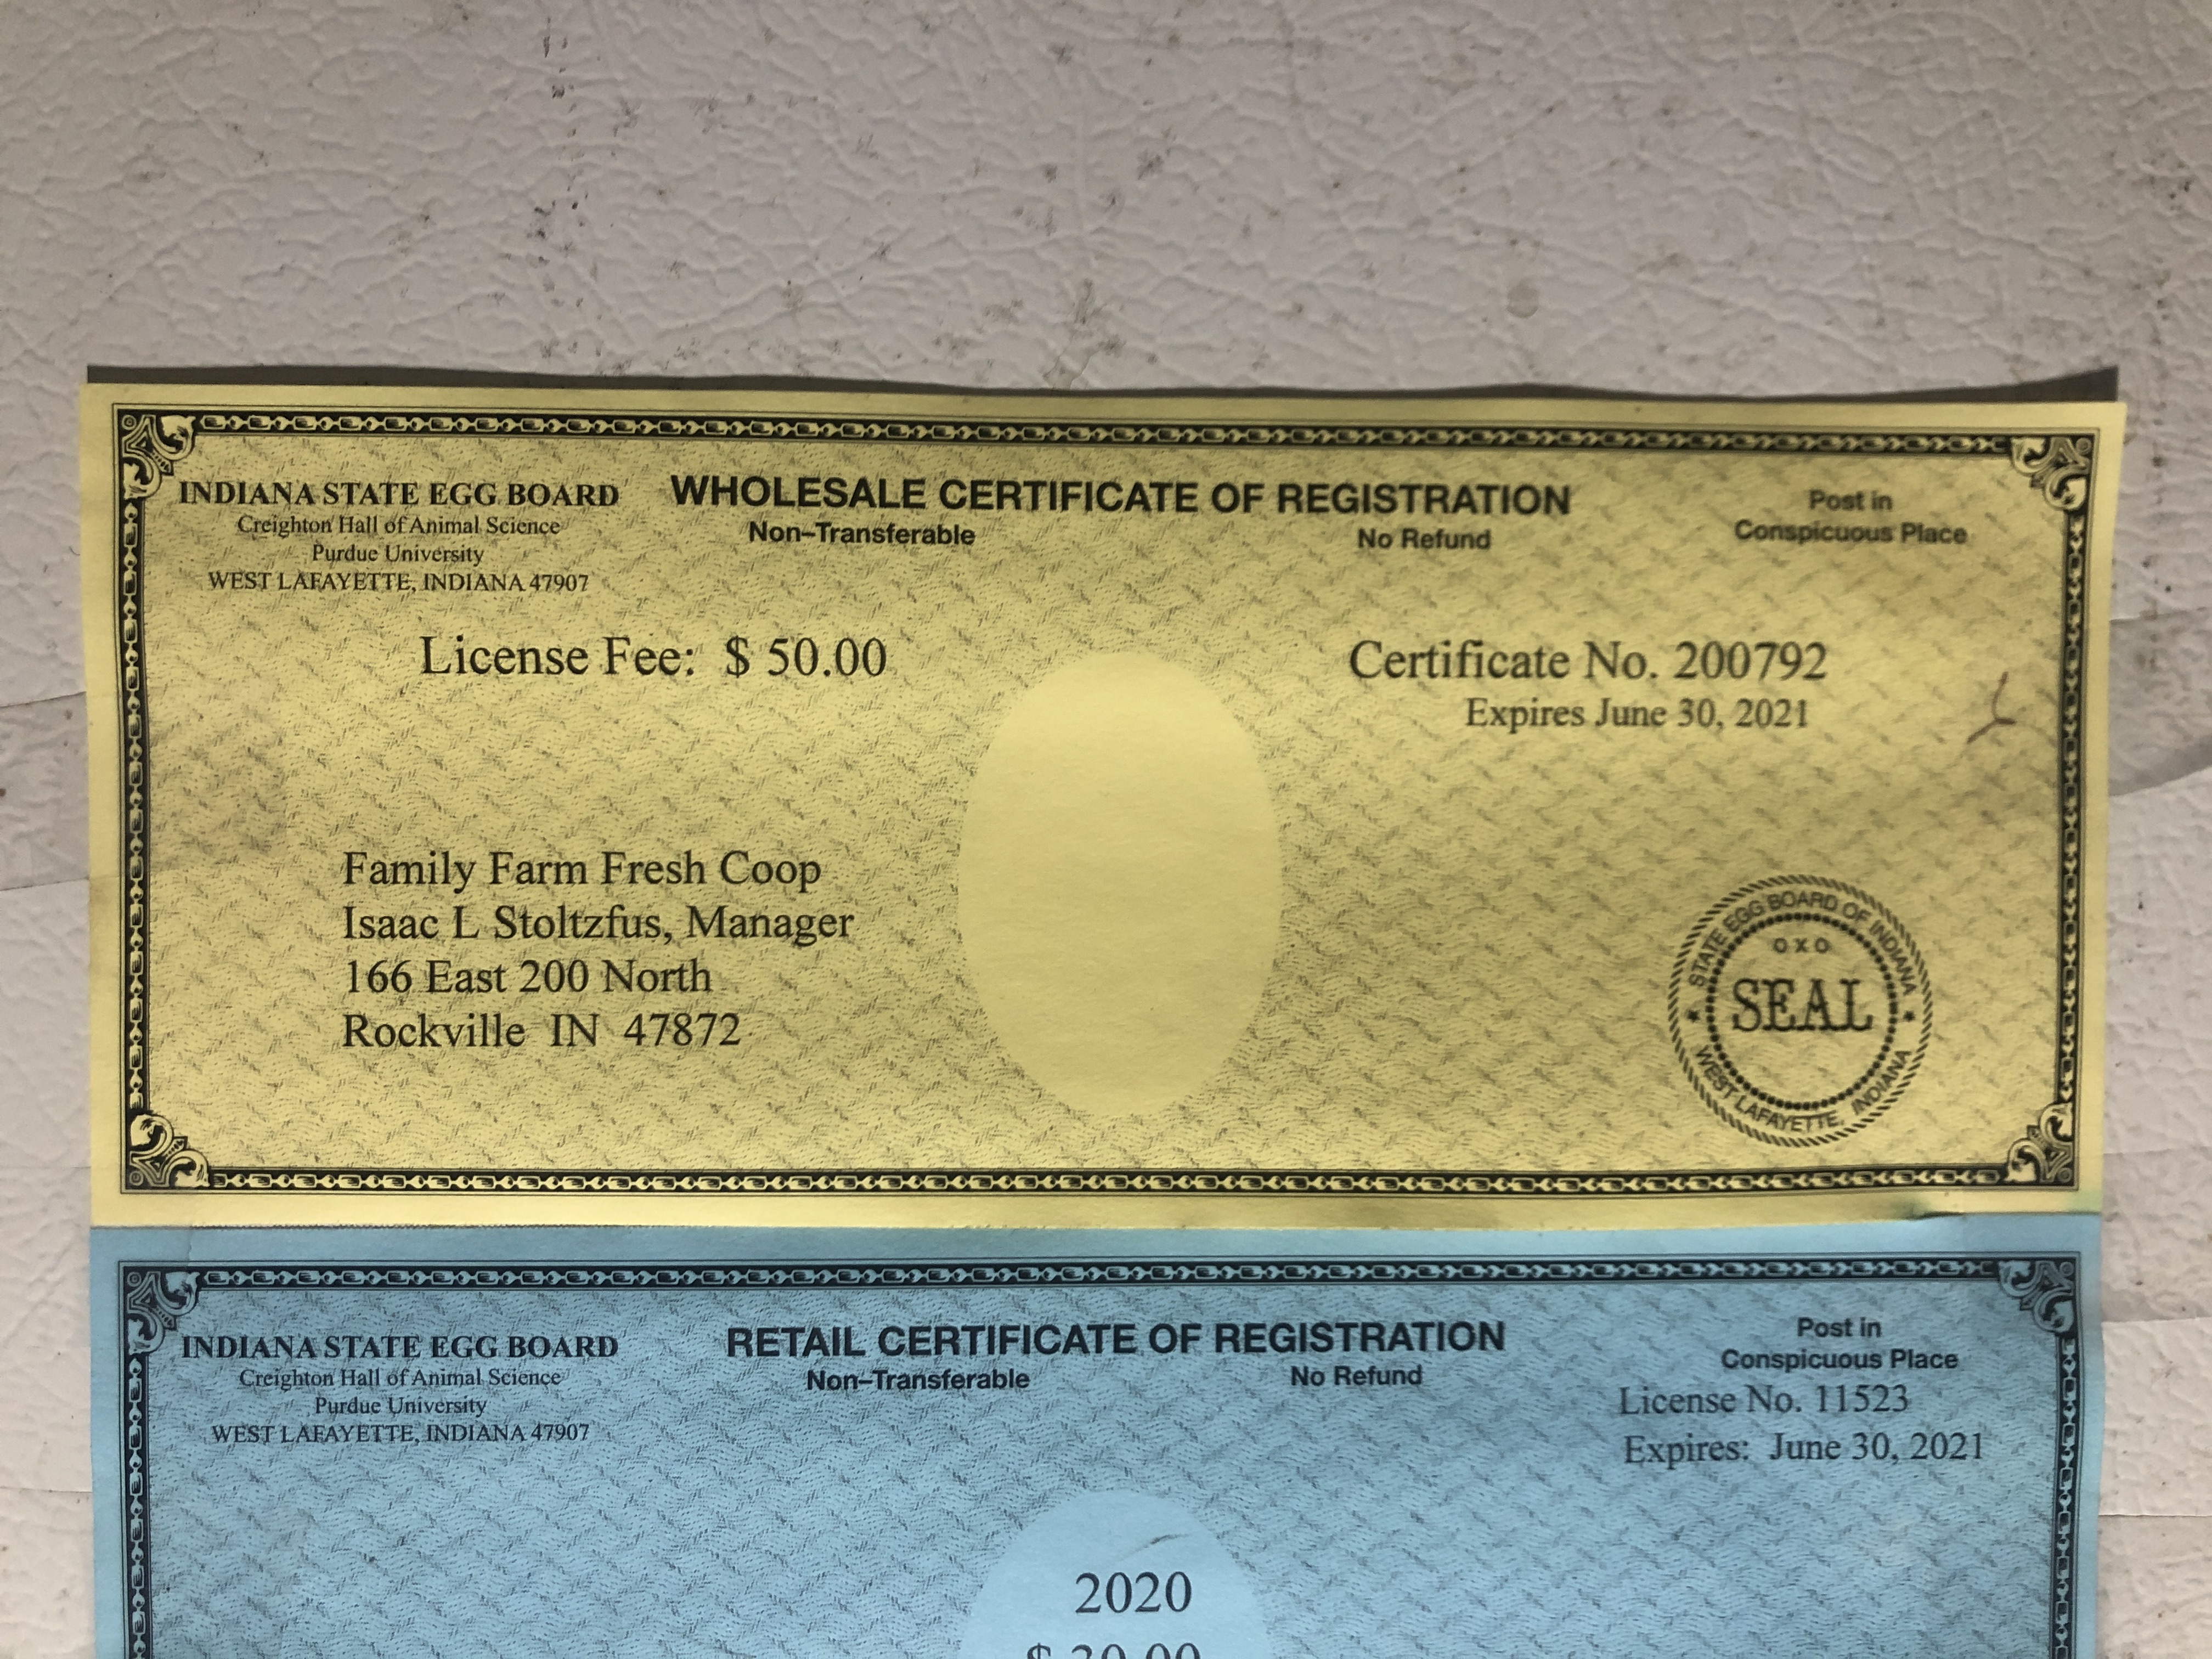 INDIANA STATE EGG BOARD
Creighton Hall of Animal Science
Purdue University
WEST LAFAYETTE, INDIANA 47907
WHOLESALE CERTIFICATE OF REGISTRATION
Non-Transferable
No Refund
Post in
Conspicuous Place
License Fee: $ 50.00
Certificate No. 200792
Expires June 30, 2021
Family Farm Fresh Coop
Isaac L Stoltzfus, Manager
166 East 200 North
Rockville IN 47872
STATE EGG BOARD OF INDIANA
OXO
SEAL
WEST LAFAYETTE, INDIANA
INDIANA STATE EGG BOARD
Creighton Hall of Animal Science
Purdue University
WEST LAFAYETTE, INDIANA 47907
RETAIL CERTIFICATE OF REGISTRATION
Non-Transferable
No Refund
Post in
Conspicuous Place
License No. 11523
Expires: June 30, 2021
2020